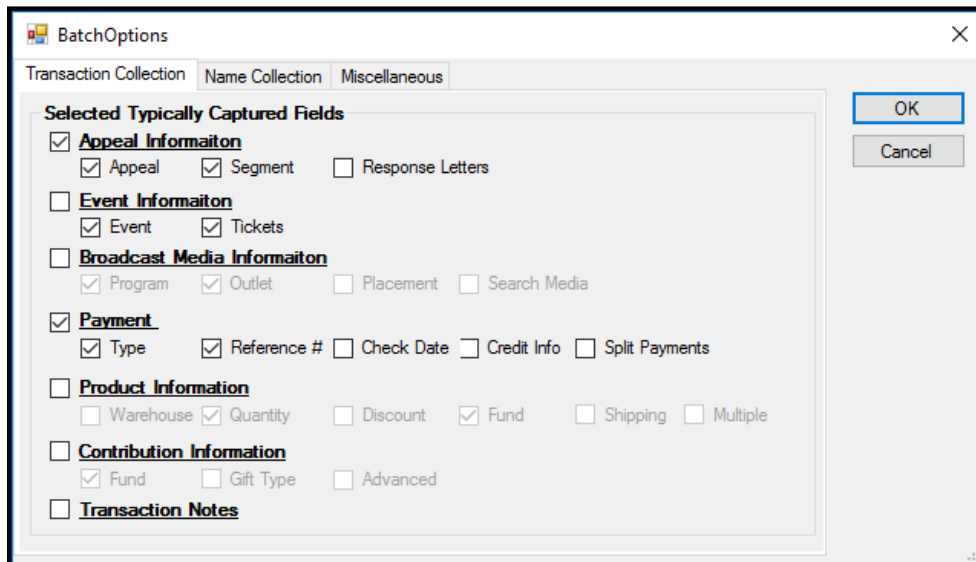 BatchOptions
Transaction Collection Name Collection Miscellaneous
Selected Typically Captured Fields
OK
Appeal Informaiton
Cancel
Appeal Segment Response Letters
Event Informaiton
Event Tickets
Broadcast Media Informaiton
Program Outlet Placement Search Media
Payment
Type Reference # Check Date Credit Info Split Payments
Product Information
Warehouse Quantity Discount Fund Shipping Multiple
Contribution Information
Fund Gift Type Advanced
Transaction Notes